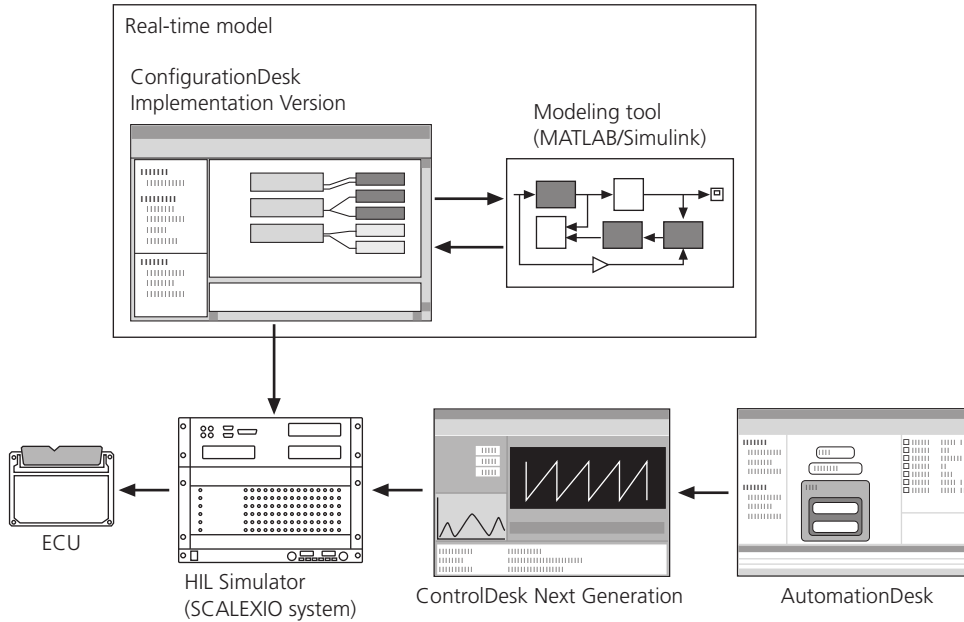 Real-time model
ConfigurationDesk
Implementation Version
Modeling tool
(MATLAB/Simulink)
ECU
HIL Simulator
(SCALEXIO system)
ControlDesk Next Generation
AutomationDesk